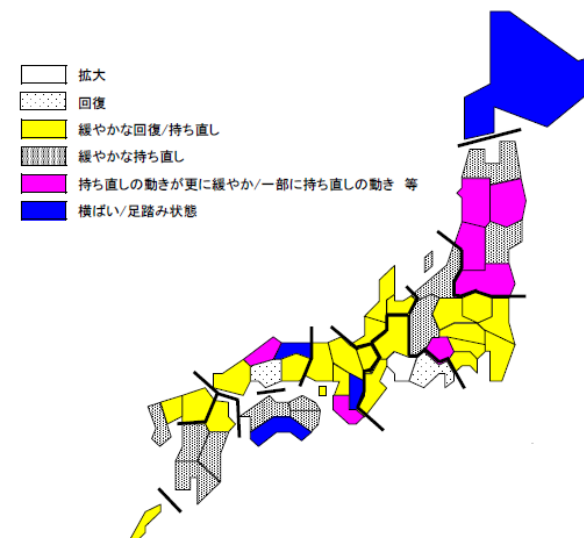 拡大
回復
緩やかな回復/持ち直し
緩やかな持ち直し
持ち直しの動きが更に緩やか/一部に持ち直しの動き 等
横ばい/足踏み状態